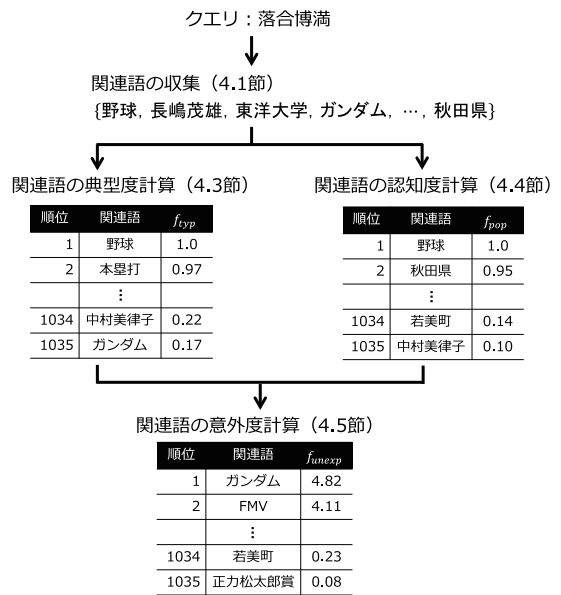 クエリ：落合博満
関連語の収集（4.1節）
{野球, 長嶋茂雄, 東洋大学, ガンダム, …, 秋田県}
関連語の典型度計算（4.3節）
順位 関連語 f_typ
1 野球 1.0
2 本塁打 0.97
⋮
1034 中村美律子 0.22
1035 ガンダム 0.17
関連語の認知度計算（4.4節）
順位 関連語 f_pop
1 野球 1.0
2 秋田県 0.95
⋮
1034 若美町 0.14
1035 中村美律子 0.10
関連語の意外度計算（4.5節）
順位 関連語 f_unexp
1 ガンダム 4.82
2 FMV 4.11
⋮
1034 若美町 0.23
1035 正力松太郎賞 0.08